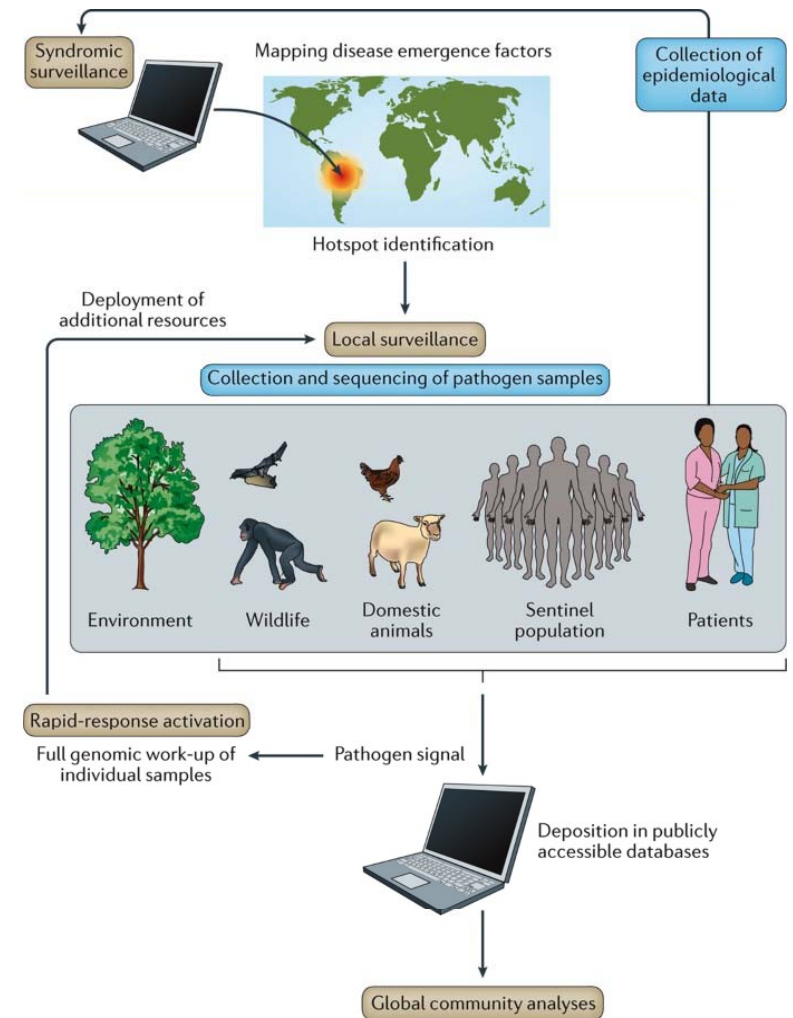 Syndromic
surveillance
Mapping disease emergence factors
Collection of
epidemiological
data
Hotspot identification
Deployment of
additional resources
Local surveillance
Collection and sequencing of pathogen samples
Environment
Wildlife
Domestic
animals
Sentinel
population
Patients
Rapid-response activation
Full genomic work-up of
individual samples
Pathogen signal
Deposition in publicly
accessible databases
Global community analyses